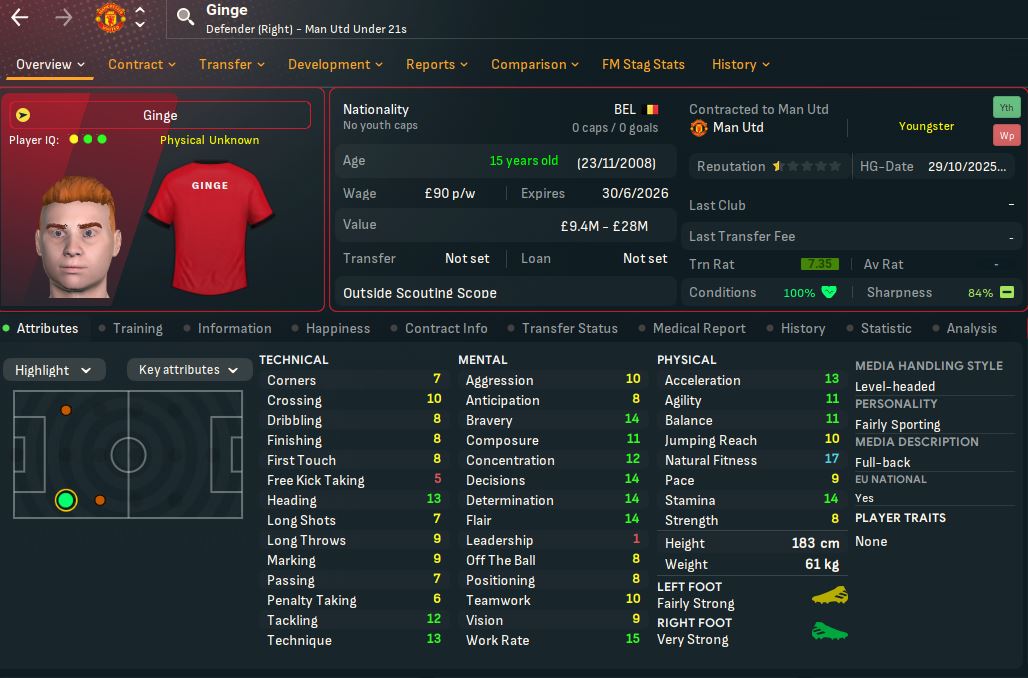 Ginge
Defender (Right) - Man Utd Under 21s
Overview Contract Transfer Development Reports Comparison FM Stag Stats History
Ginge
Player IQ: Physical Unknown
GINGE
Nationality BEL
No youth caps 0 caps / 0 goals
Age 15 years old (23/11/2008)
Wage £90 p/w Expires 30/6/2026
Value £9.4M - £28M
Transfer Not set Loan Not set
Outside Scouting Scope
Contracted to Man Utd
Man Utd Youngster
Yth
Wp
Reputation HG-Date 29/10/2025...
Last Club -
Last Transfer Fee -
Trn Rat 7.35 Av Rat -
Conditions 100% Sharpness 84%
Attributes Training Information Happiness Contract Info Transfer Status Medical Report History Statistic Analysis
Highlight Key attributes
TECHNICAL
Corners 7
Crossing 10
Dribbling 8
Finishing 8
First Touch 8
Free Kick Taking 5
Heading 13
Long Shots 7
Long Throws 9
Marking 9
Passing 7
Penalty Taking 6
Tackling 12
Technique 13
MENTAL
Aggression 10
Anticipation 8
Bravery 14
Composure 11
Concentration 12
Decisions 14
Determination 14
Flair 14
Leadership 1
Off The Ball 8
Positioning 8
Teamwork 10
Vision 9
Work Rate 15
PHYSICAL
Acceleration 13
Agility 11
Balance 11
Jumping Reach 10
Natural Fitness 17
Pace 9
Stamina 14
Strength 8
Height 183 cm
Weight 61 kg
LEFT FOOT
Fairly Strong
RIGHT FOOT
Very Strong
MEDIA HANDLING STYLE
Level-headed
PERSONALITY
Fairly Sporting
MEDIA DESCRIPTION
Full-back
EU NATIONAL
Yes
PLAYER TRAITS
None